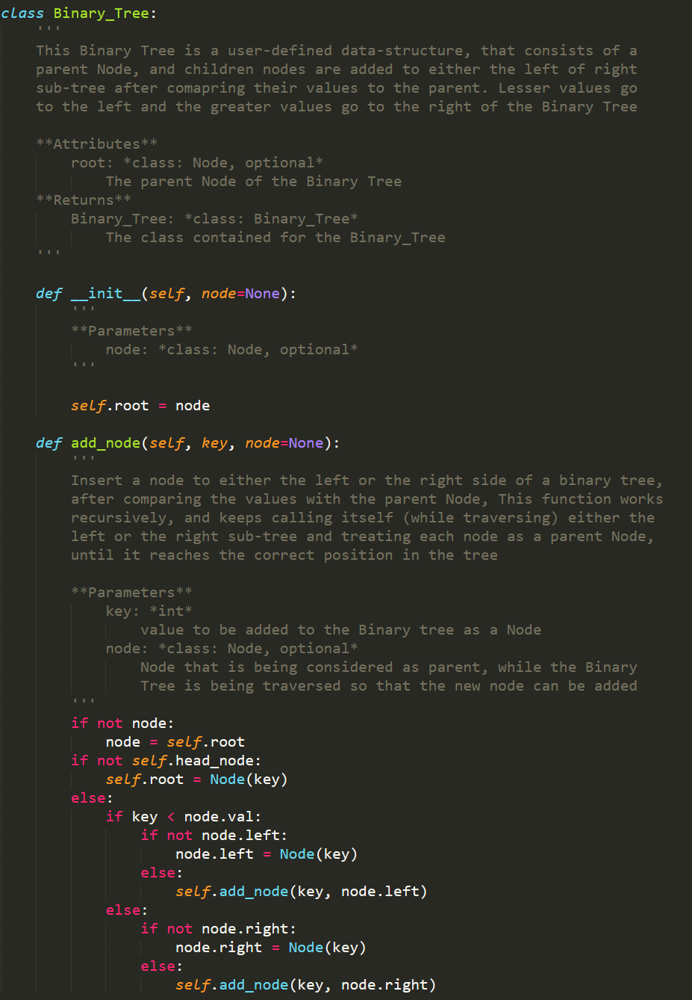 class Binary_Tree:
    '''
    This Binary Tree is a user-defined data-structure, that consists of a
    parent Node, and children nodes are added to either the left of right
    sub-tree after comapring their values to the parent. Lesser values go
    to the left and the greater values go to the right of the Binary Tree

    **Attributes**
        root: *class: Node, optional*
            The parent Node of the Binary Tree
    **Returns**
        Binary_Tree: *class: Binary_Tree*
            The class contained for the Binary_Tree
    '''

    def __init__(self, node=None):
        '''
        **Parameters**
            node: *class: Node, optional*
        '''

        self.root = node

    def add_node(self, key, node=None):
        '''
        Insert a node to either the left or the right side of a binary tree,
        after comparing the values with the parent Node, This function works
        recursively, and keeps calling itself (while traversing) either the
        left or the right sub-tree and treating each node as a parent Node,
        until it reaches the correct position in the tree

        **Parameters**
            key: *int*
                value to be added to the Binary tree as a Node
            node: *class: Node, optional*
                Node that is being considered as parent, while the Binary
                Tree is being traversed so that the new node can be added
        '''
        if not node:
            node = self.root
        if not self.head_node:
            self.root = Node(key)
        else:
            if key < node.val:
                if not node.left:
                    node.left = Node(key)
                else:
                    self.add_node(key, node.left)
            else:
                if not node.right:
                    node.right = Node(key)
                else:
                    self.add_node(key, node.right)